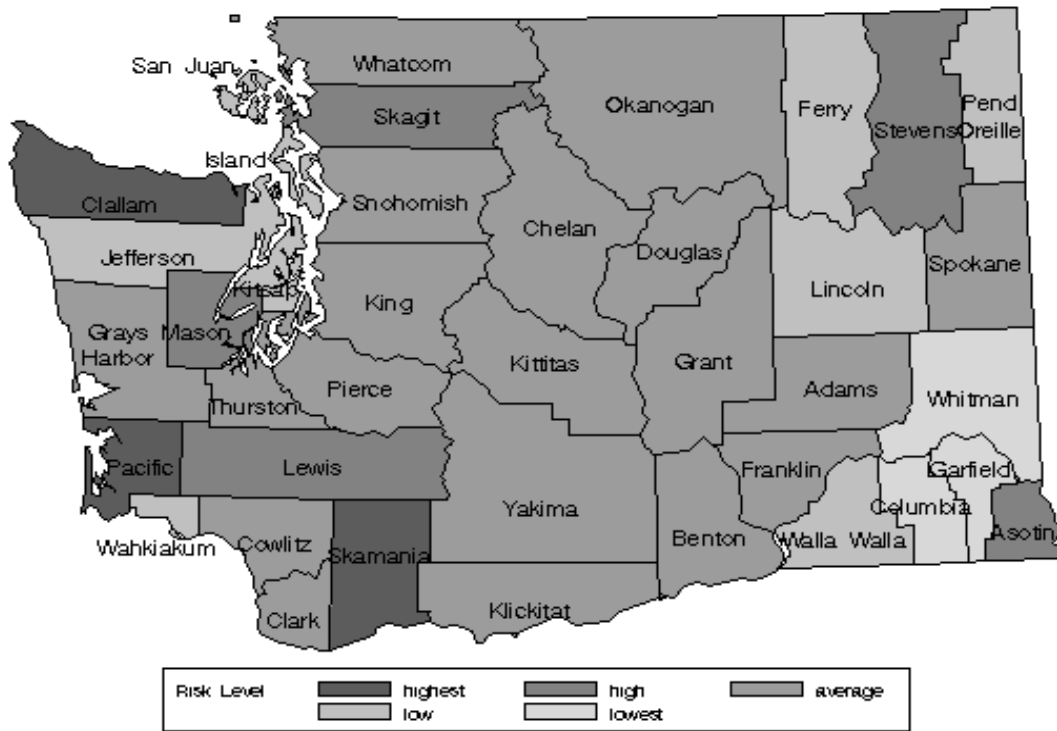 San Juan
Whatcom
Okanogan
Ferry
Stevens
Pend
Oreille
Skagit
Island
Clallam
Snohomish
Chelan
Douglas
Jefferson
Kitsap
King
Lincoln
Spokane
Grays
Harbor
Mason
Kittitas
Grant
Adams
Whitman
Thurston
Pierce
Pacific
Lewis
Franklin
Garfield
Yakima
Columbia
Wahkiakum
Cowlitz
Skamania
Benton
Walla Walla
Asotin
Clark
Klickitat
Risk Level
highest
high
average
low
lowest